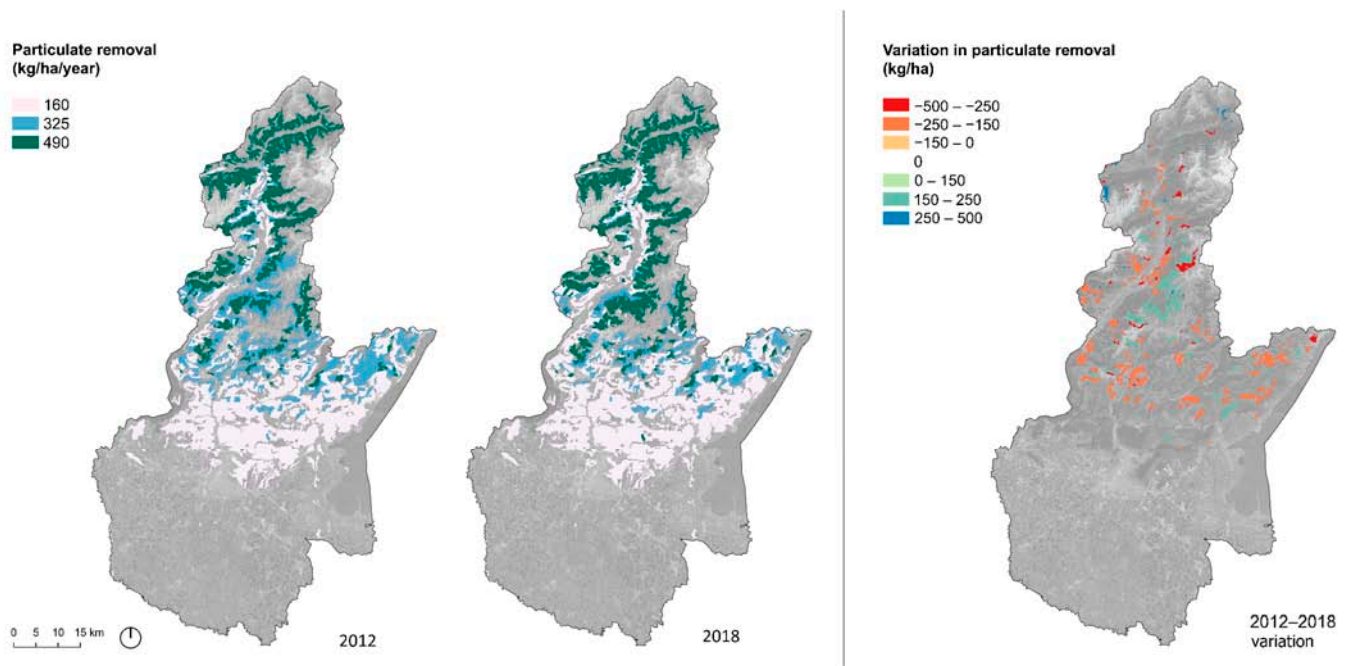 Particulate removal
(kg/ha/year)
160
325
490
0 5 10 15 km
2012
2018
Variation in particulate removal
(kg/ha)
−500 – −250
−250 – −150
−150 – 0
0
0 – 150
150 – 250
250 – 500
2012–2018
variation